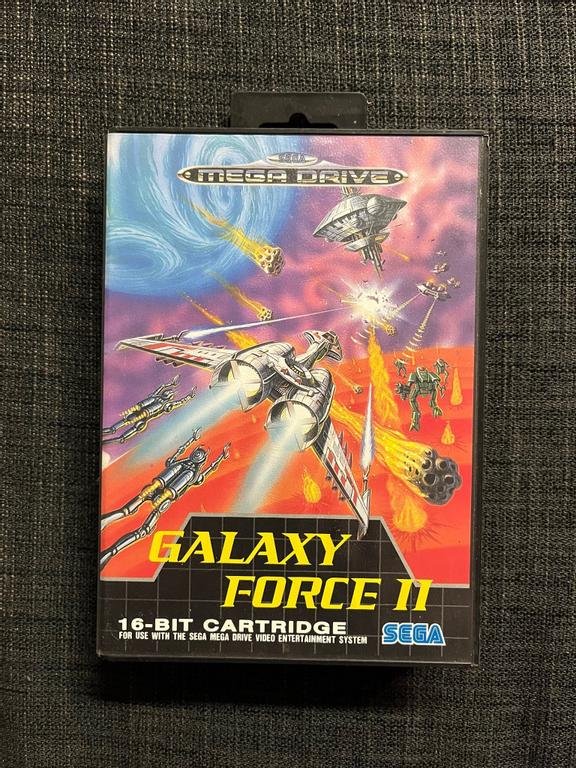 SEGA
MEGA DRIVE
GALAXY
FORCE II
16-BIT CARTRIDGE
FOR USE WITH THE SEGA MEGA DRIVE VIDEO ENTERTAINMENT SYSTEM
SEGA